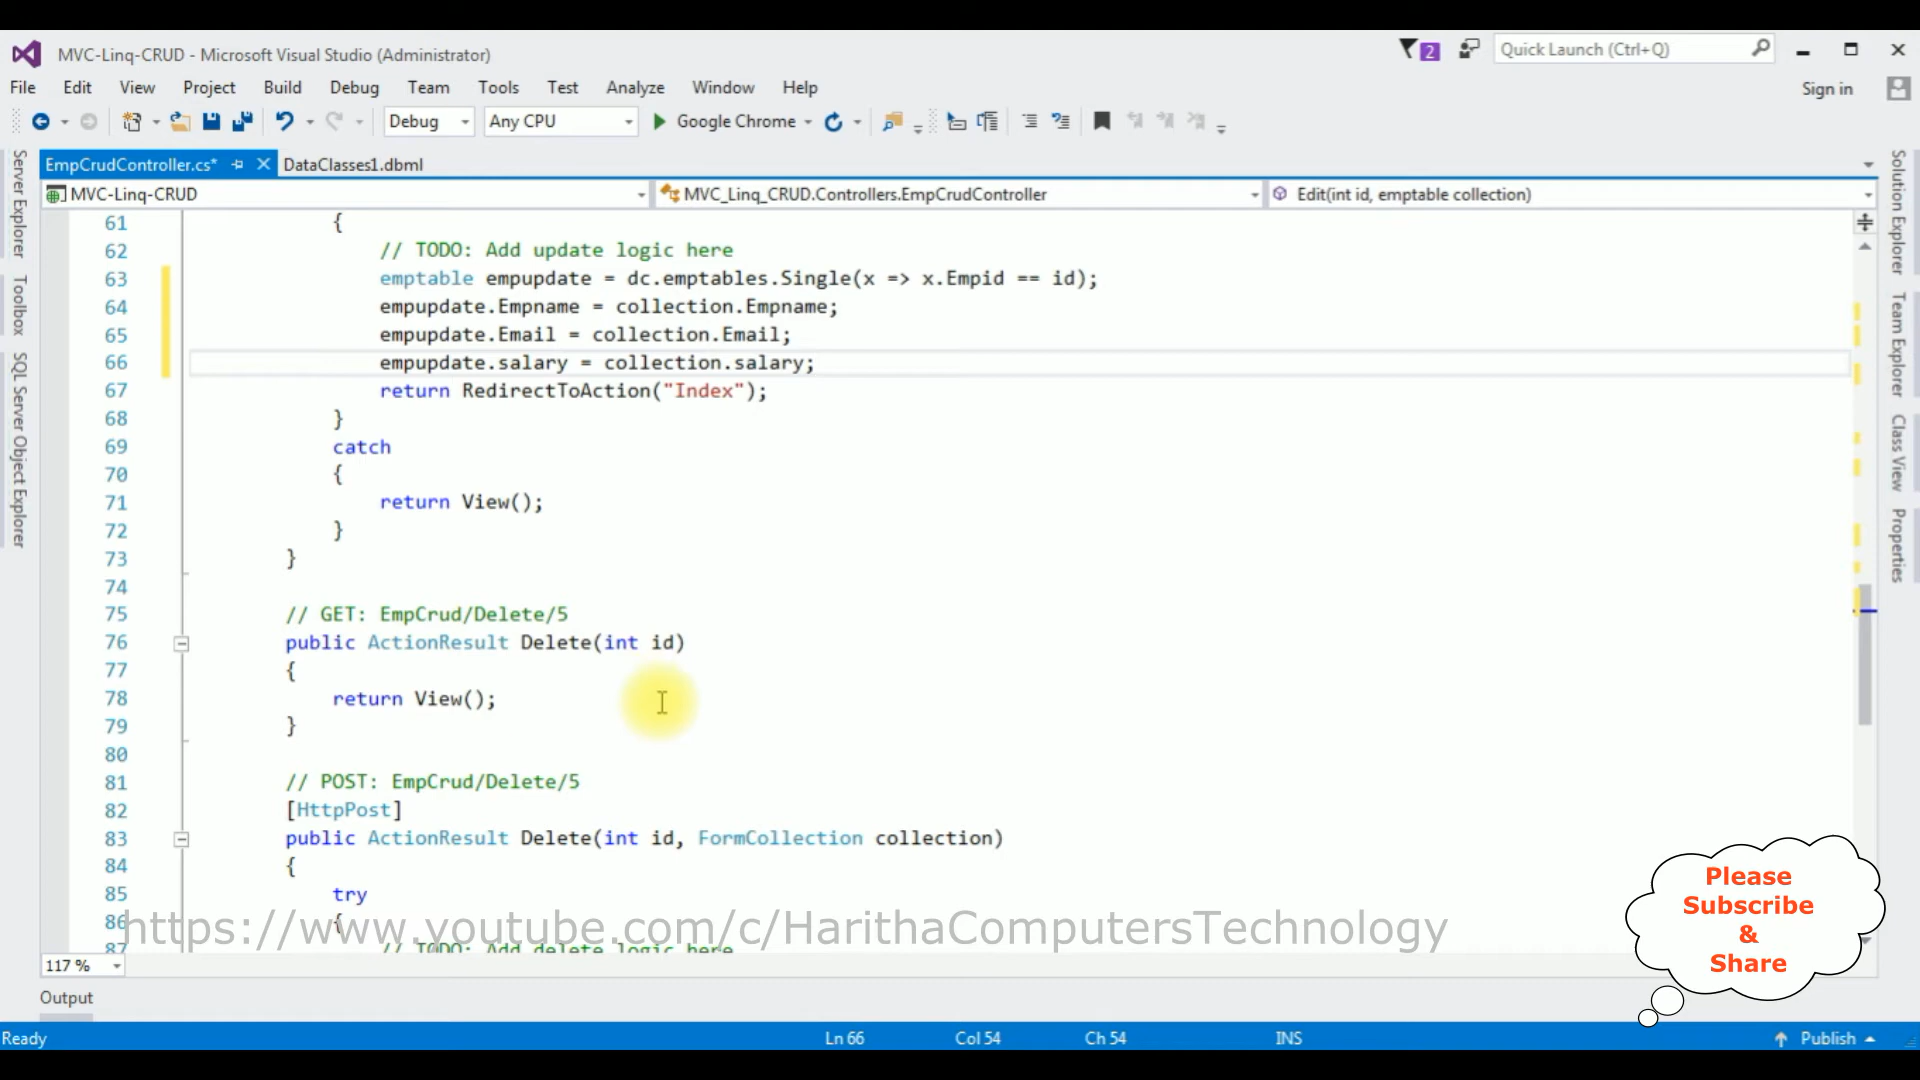 MVC-Linq-CRUD - Microsoft Visual Studio (Administrator)
2
Quick Launch (Ctrl+Q)
File Edit View Project Build Debug Team Tools Test Analyze Window Help
Sign in
Debug Any CPU Google Chrome
EmpCrudController.cs* DataClasses1.dbml
MVC-Linq-CRUD MVC_Linq_CRUD.Controllers.EmpCrudController Edit(int id, emptable collection)
Server Explorer
Toolbox
SQL Server Object Explorer
61 {
62 // TODO: Add update logic here
63 emptable empupdate = dc.emptables.Single(x => x.Empid == id);
64 empupdate.Empname = collection.Empname;
65 empupdate.Email = collection.Email;
66 empupdate.salary = collection.salary;
67 return RedirectToAction("Index");
68 }
69 catch
70 {
71 return View();
72 }
73 }
74
75 // GET: EmpCrud/Delete/5
76 public ActionResult Delete(int id)
77 {
78 return View();
79 }
80
81 // POST: EmpCrud/Delete/5
82 [HttpPost]
83 public ActionResult Delete(int id, FormCollection collection)
84 {
85 try
86 {
87 // TODO: Add delete logic here
https://www.youtube.com/c/HarithaComputersTechnology
Solution Explorer
Team Explorer
Class View
Properties
Please
Subscribe
&
Share
117 %
Output
Ready Ln 66 Col 54 Ch 54 INS Publish